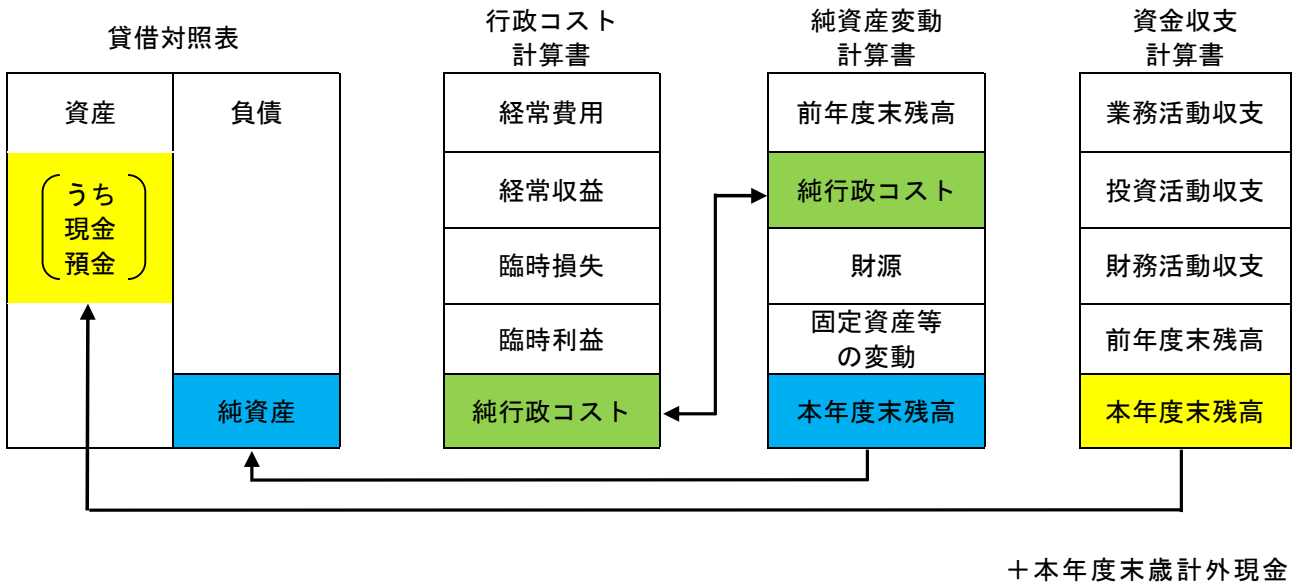 貸借対照表
資産
負債
うち
現金
預金
純資産
行政コスト
計算書
経常費用
経常収益
臨時損失
臨時利益
純行政コスト
純資産変動
計算書
前年度末残高
純行政コスト
財源
固定資産等
の変動
本年度末残高
資金収支
計算書
業務活動収支
投資活動収支
財務活動収支
前年度末残高
本年度末残高
＋本年度末歳計外現金